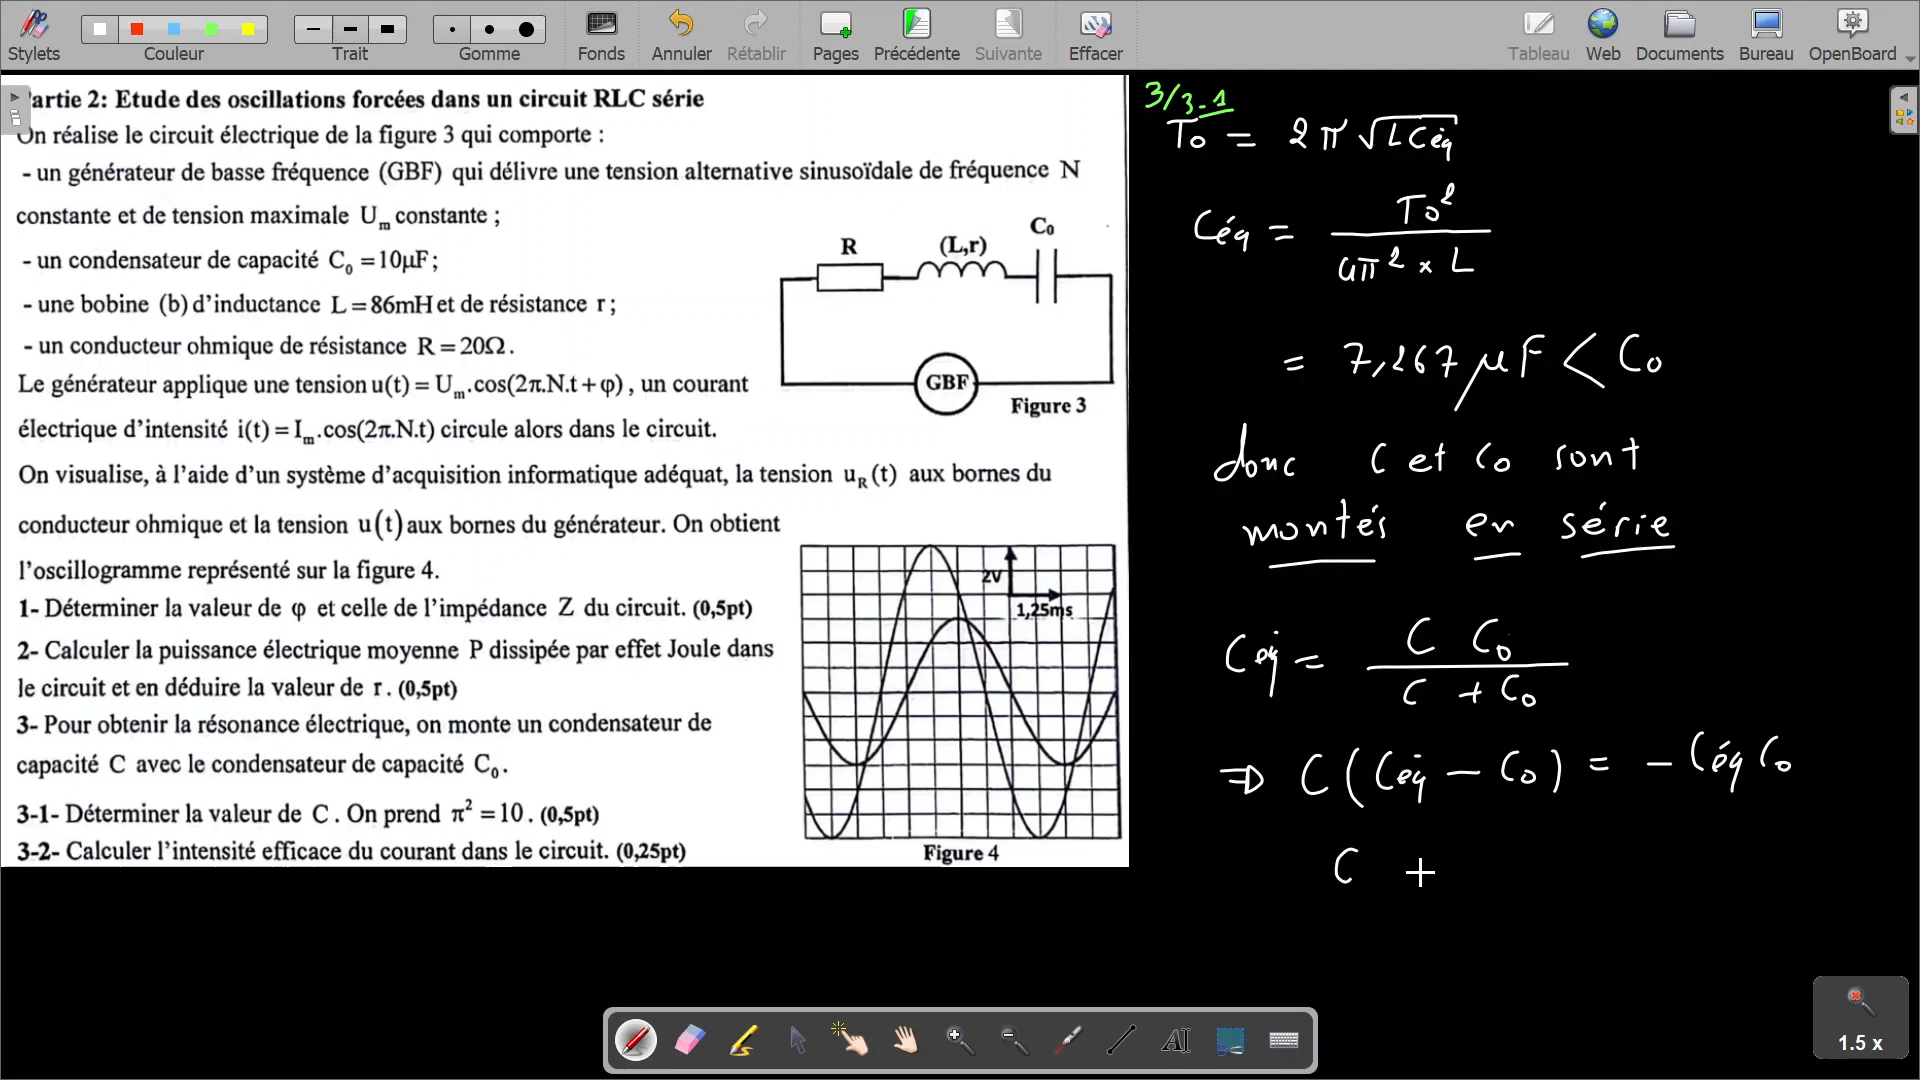 Stylets Couleur Trait Gomme Fonds Annuler Rétablir Pages Précédente Suivante Effacer Tableau Web Documents Bureau OpenBoard
artie 2: Etude des oscillations forcées dans un circuit RLC série
On réalise le circuit électrique de la figure 3 qui comporte :
- un générateur de basse fréquence (GBF) qui délivre une tension alternative sinusoïdale de fréquence N
constante et de tension maximale Um constante ;
- un condensateur de capacité C₀ = 10µF ;
- une bobine (b) d’inductance L = 86mH et de résistance r ;
- un conducteur ohmique de résistance R = 20Ω .
Le générateur applique une tension u(t) = Um.cos(2π.N.t + φ) , un courant
électrique d’intensité i(t) = Im.cos(2π.N.t) circule alors dans le circuit.
On visualise, à l’aide d’un système d’acquisition informatique adéquat, la tension uR(t) aux bornes du
conducteur ohmique et la tension u(t) aux bornes du générateur. On obtient
l’oscillogramme représenté sur la figure 4.
1- Déterminer la valeur de φ et celle de l’impédance Z du circuit. (0,5pt)
2- Calculer la puissance électrique moyenne P dissipée par effet Joule dans
le circuit et en déduire la valeur de r . (0,5pt)
3- Pour obtenir la résonance électrique, on monte un condensateur de
capacité C avec le condensateur de capacité C₀.
3-1- Déterminer la valeur de C . On prend π² = 10 . (0,5pt)
3-2- Calculer l’intensité efficace du courant dans le circuit. (0,25pt)
R (L,r) C₀
GBF
Figure 3
2V
1,25ms
Figure 4
3/3-1
T₀ = 2π√LCéq
Céq = T₀² / 4π² × L
= 7,267 µF < C₀
donc C et C₀ sont
montés en série
Céq = C C₀ / C + C₀
⇒ C(Céq − C₀) = − Céq C₀
C
1.5 x